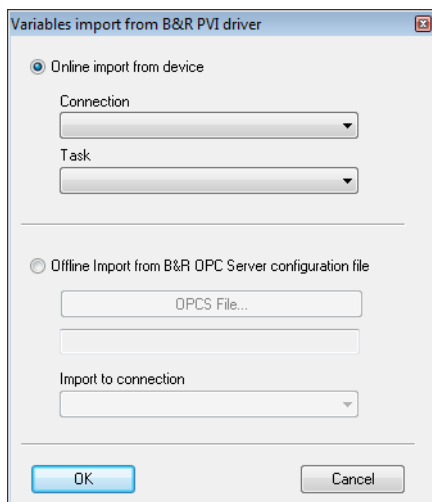 Variables import from B&R PVI driver
Online import from device
Connection
Task
Offline Import from B&R OPC Server configuration file
OPCS File...
Import to connection
OK
Cancel